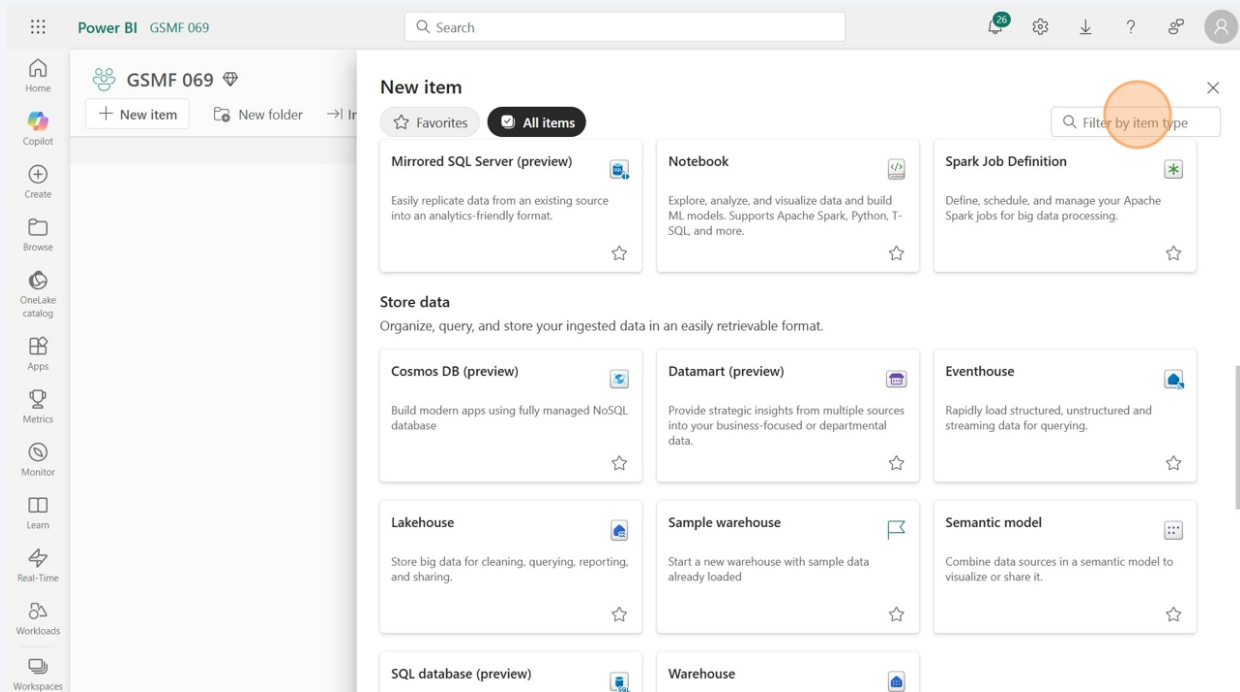 Power BI GSMF 069
Search
26
Home
Copilot
Create
Browse
OneLake
catalog
Apps
Metrics
Monitor
Learn
Real-Time
Workloads
Workspaces
GSMF 069
New item
New folder
New item
Favorites
All items
Filter by item type
Mirrored SQL Server (preview)
Easily replicate data from an existing source
into an analytics-friendly format.
Notebook
Explore, analyze, and visualize data and build
ML models. Supports Apache Spark, Python, T-
SQL, and more.
Spark Job Definition
Define, schedule, and manage your Apache
Spark jobs for big data processing.
Store data
Organize, query, and store your ingested data in an easily retrievable format.
Cosmos DB (preview)
Build modern apps using fully managed NoSQL
database
Datamart (preview)
Provide strategic insights from multiple sources
into your business-focused or departmental
data.
Eventhouse
Rapidly load structured, unstructured and
streaming data for querying.
Lakehouse
Store big data for cleaning, querying, reporting,
and sharing.
Sample warehouse
Start a new warehouse with sample data
already loaded
Semantic model
Combine data sources in a semantic model to
visualize or share it.
SQL database (preview)
Warehouse